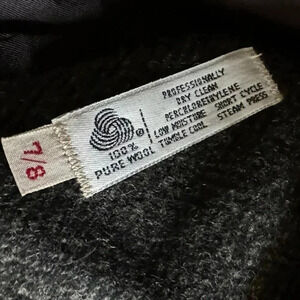 PROFESSIONALLY
DRY CLEAN
PERCHLOROETHYLENE
LOW MOISTURE SHORT CYCLE
TUMBLE COOL STEAM PRESS
®
100%
PURE WOOL
7/8